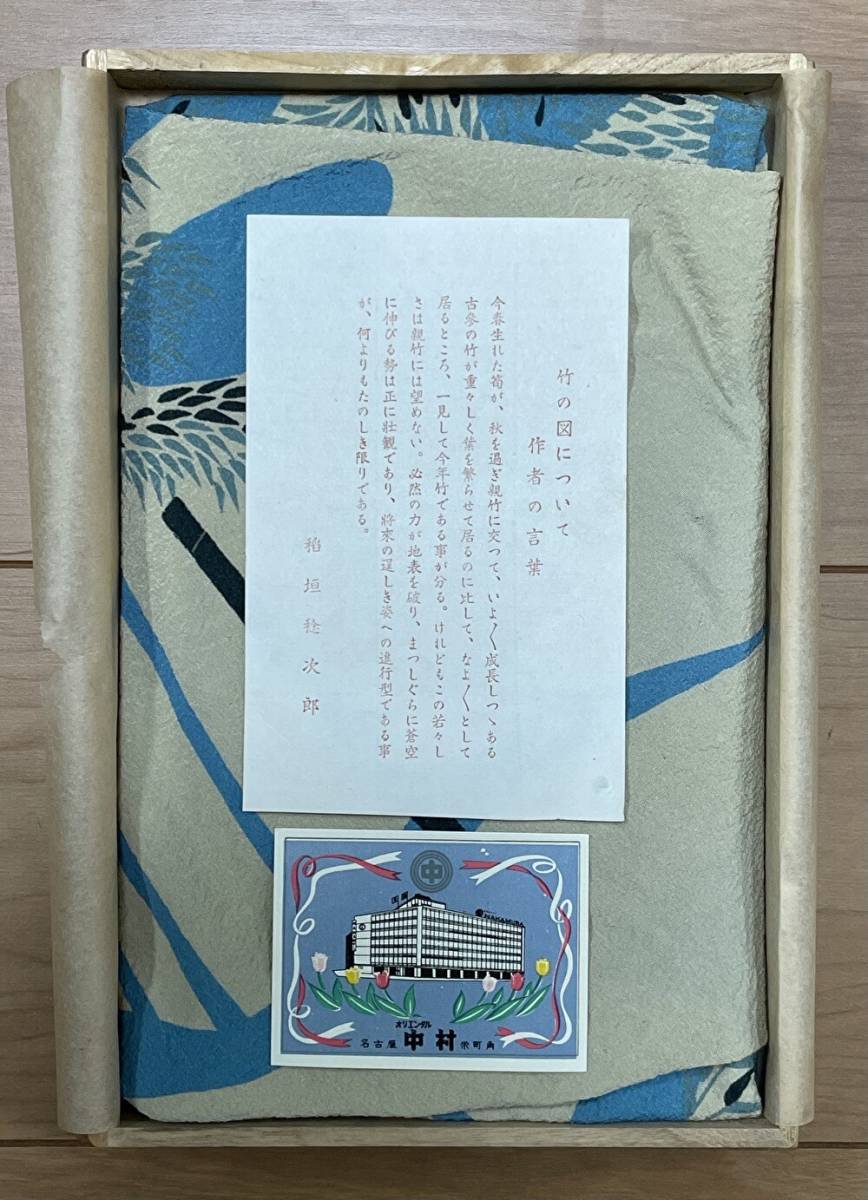 竹の図について
作者の言葉
今春生れた筍が、秋を過ぎ親竹に交つて、いよ〳〵成長しつゝある
古參の竹が重々しく葉を繁らせて居るのに比して、なよ〳〵として
居るところ、一見して今年竹である事が分る。けれどもこの若々し
さは親竹には望めない。必然の力が地表を破り、まつしぐらに蒼空
に伸びる勢は正に壯観であり、將來の逞しき姿への進行型である事
が、何よりもたのしき限りである。
稻垣稔次郎
中
オリエンタル
名古屋 中村 栄町角